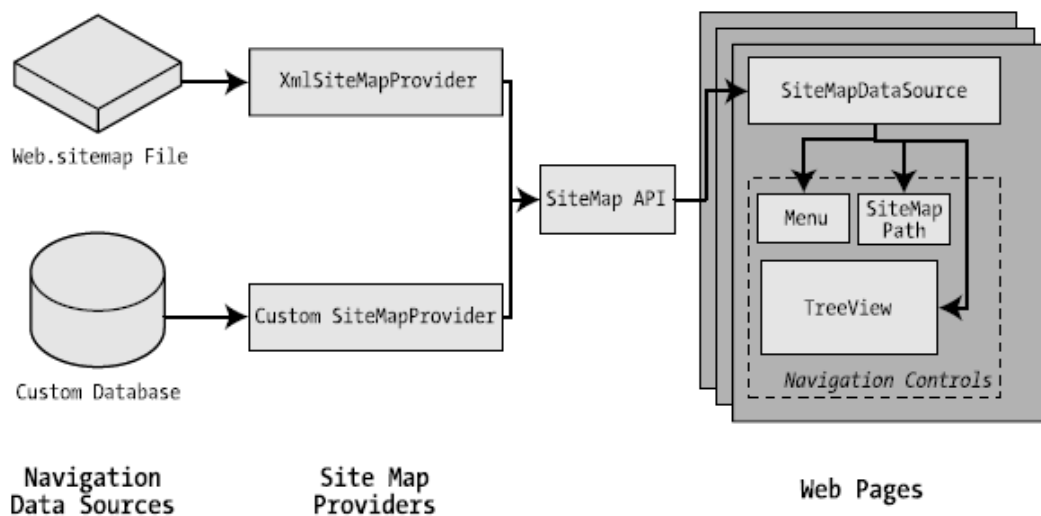 XmlSiteMapProvider
Web.sitemap File
SiteMap API
Custom SiteMapProvider
Custom Database
SiteMapDataSource
Menu
SiteMap
Path
TreeView
Navigation Controls
Navigation
Data Sources
Site Map
Providers
Web Pages